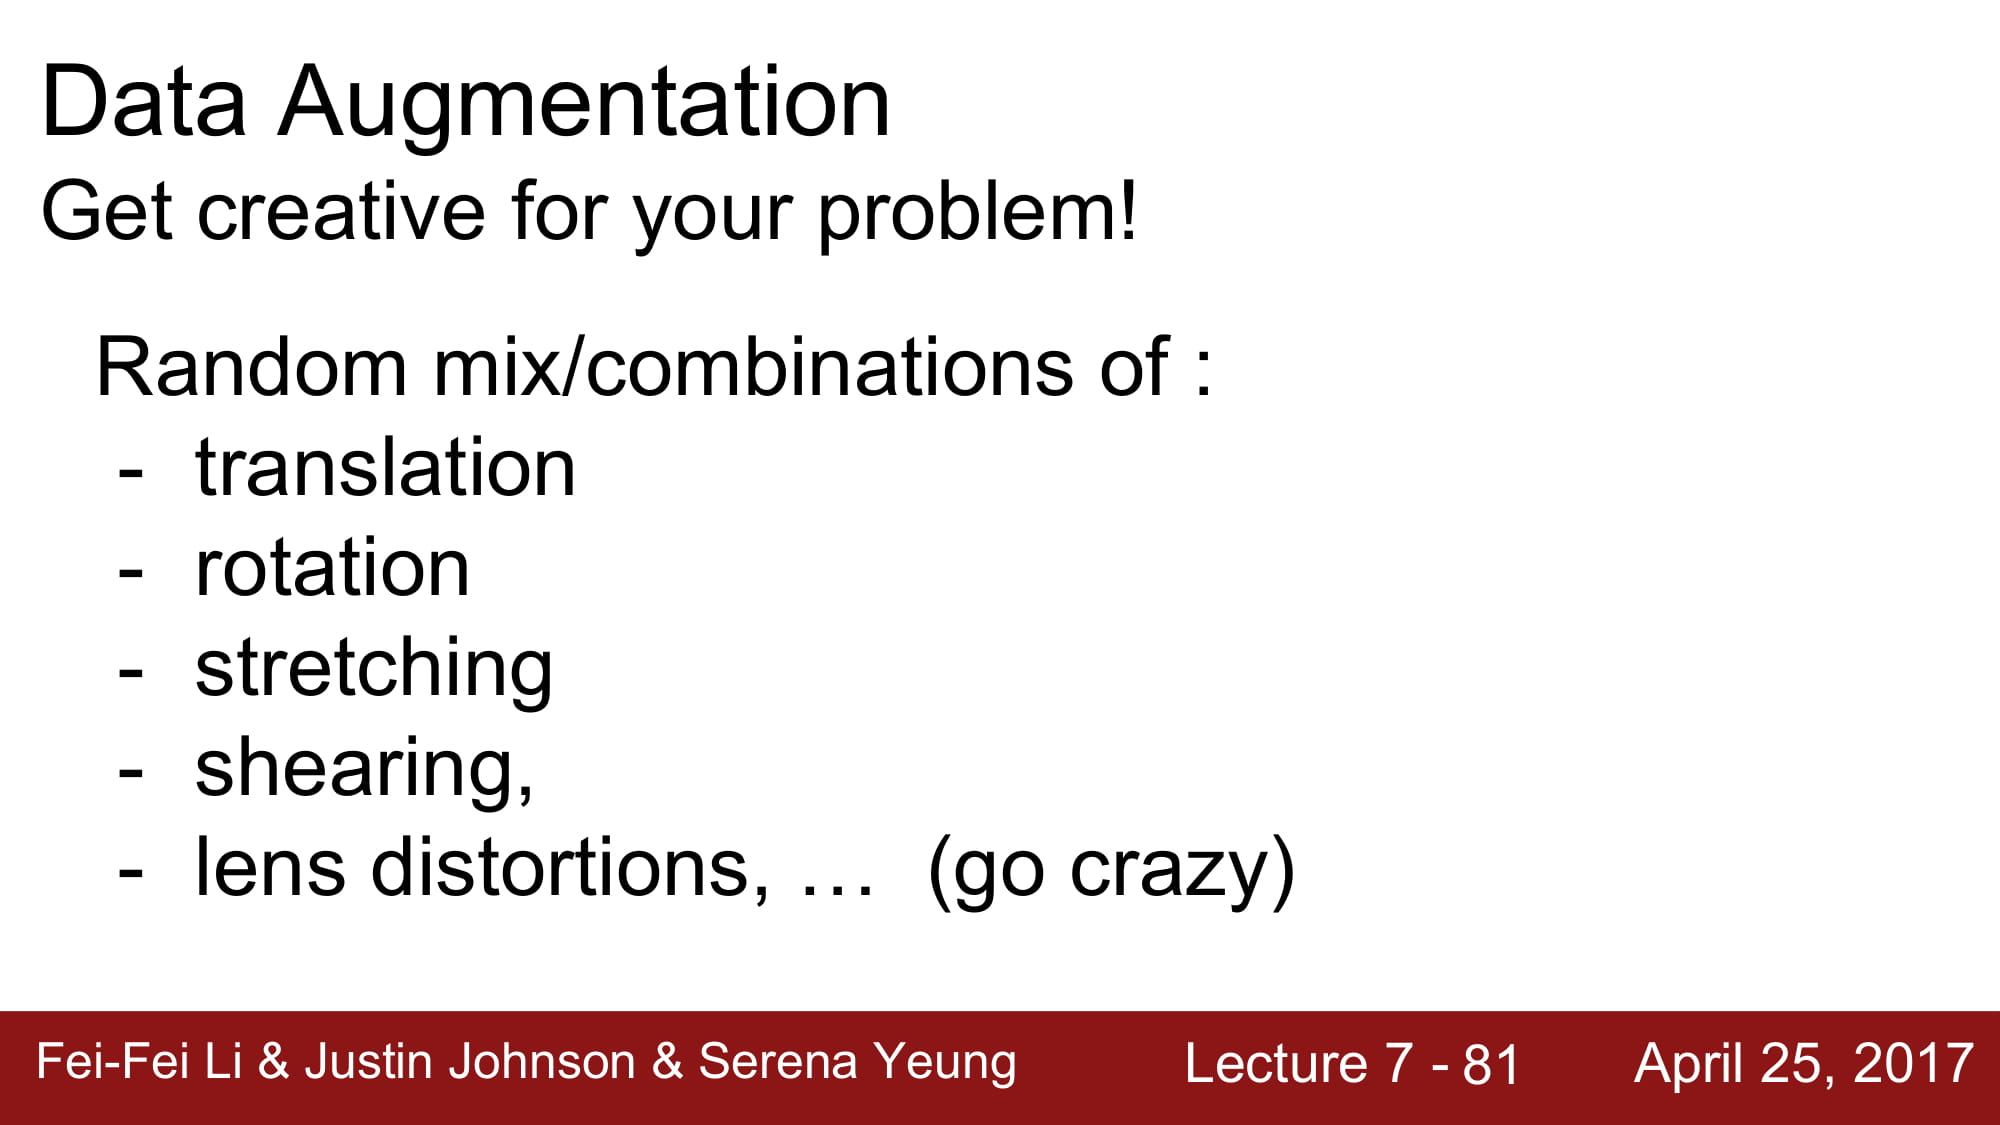 Data Augmentation
Get creative for your problem!
Random mix/combinations of :
- translation
- rotation
- stretching
- shearing,
- lens distortions, … (go crazy)
Fei-Fei Li & Justin Johnson & Serena Yeung Lecture 7 - 81 April 25, 2017